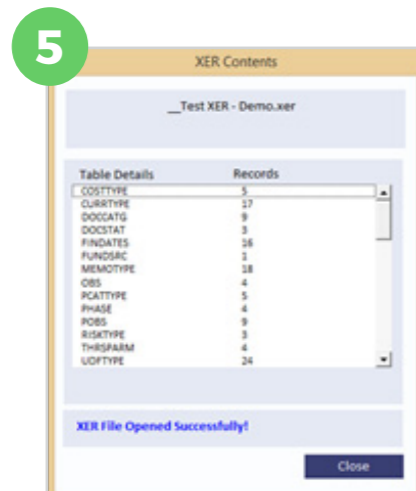 5
XER Contents
__Test XER - Demo.xer
Table Details Records
COSTTYPE 5
CURRTYPE 17
DOCCATG 9
DOCSTAT 3
FINDATES 16
FUNDSRC 1
MEMOTYPE 18
OBS 4
PCATTYPE 5
PHASE 4
POBS 9
RISKTYPE 3
THRSPARM 4
UDFTYPE 24
XER File Opened Successfully!
Close